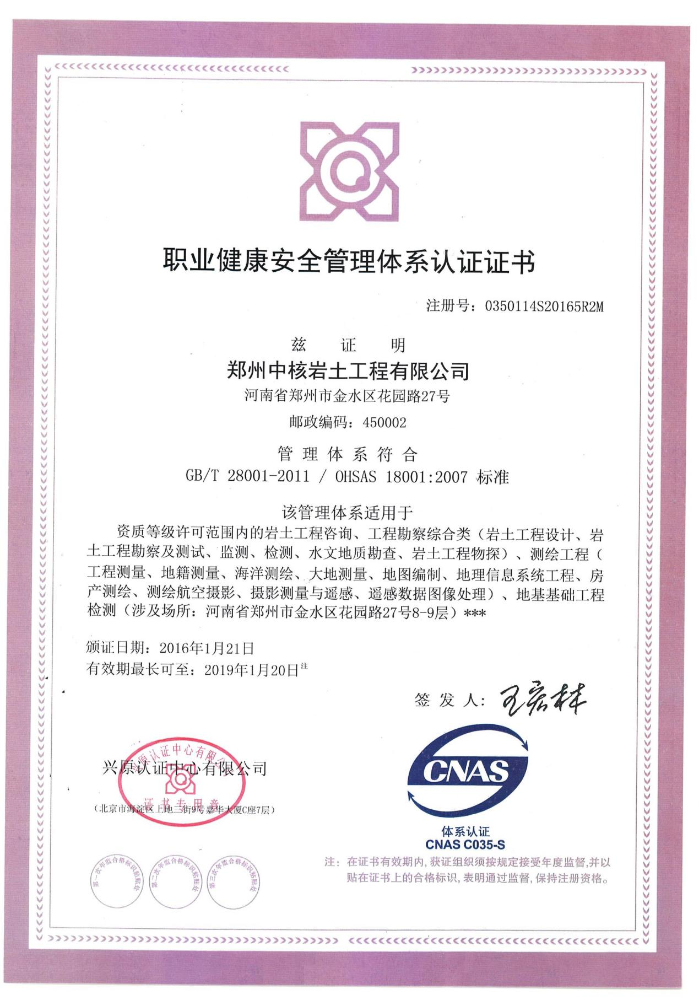 职业健康安全管理体系认证证书
注册号：0350114S20165R2M
兹 证 明
郑州中核岩土工程有限公司
河南省郑州市金水区花园路27号
邮政编码：450002
管 理 体 系 符 合
GB/T 28001-2011 / OHSAS 18001:2007 标准
该管理体系适用于
资质等级许可范围内的岩土工程咨询、工程勘察综合类（岩土工程设计、岩
土工程勘察及测试、监测、检测、水文地质勘查、岩土工程物探）、测绘工程（
工程测量、地籍测量、海洋测绘、大地测量、地图编制、地理信息系统工程、房
产测绘、测绘航空摄影、摄影测量与遥感、遥感数据图像处理）、地基基础工程
检测（涉及场所：河南省郑州市金水区花园路27号8-9层）***
颁证日期：2016年1月21日
有效期最长可至：2019年1月20日注
签 发 人：王宏林
兴原认证中心有限公司
证书专用章
兴原认证中心有限公司
（北京市海淀区上地三街9号嘉华大厦C座7层）
CNAS
体系认证
CNAS C035-S
第一次年监合格标识粘贴处
第二次年监合格标识粘贴处
第三次年监合格标识粘贴处
注：在证书有效期内,获证组织须按规定接受年度监督,并以
贴在证书上的合格标识,表明通过监督,保持注册资格。